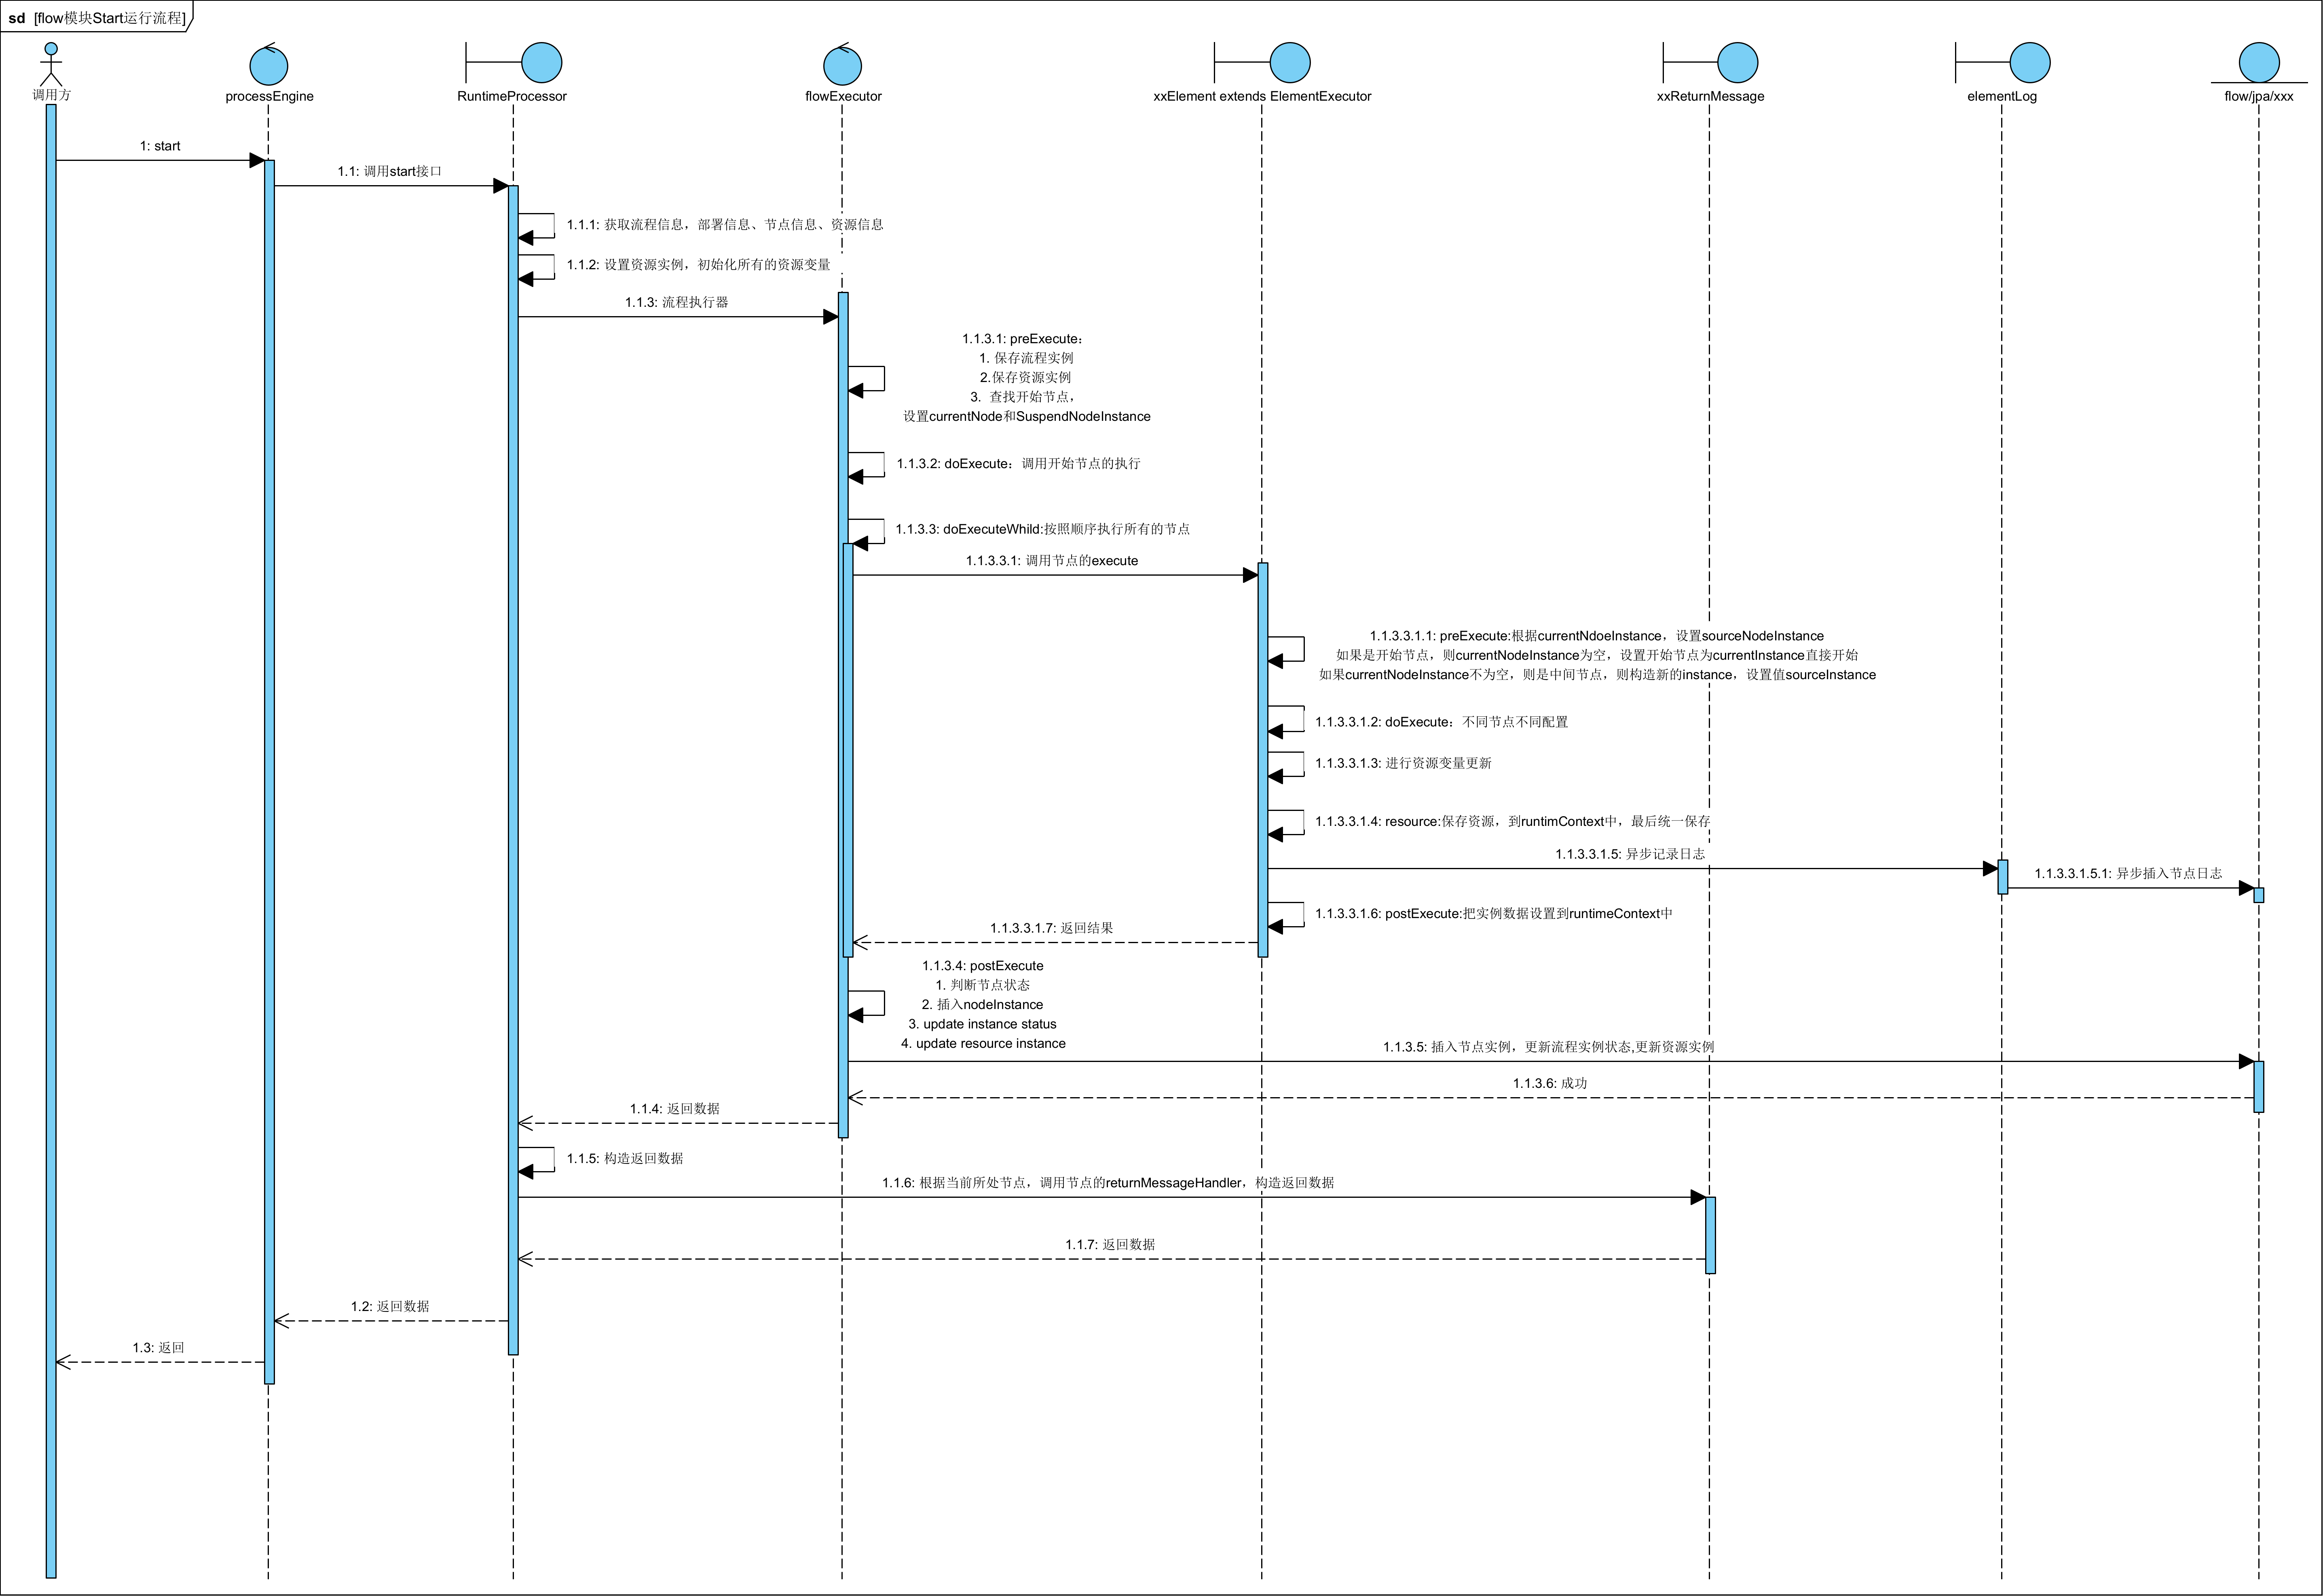 sd [flow模块Start运行流程]
调用方
processEngine
RuntimeProcessor
flowExecutor
xxElement extends ElementExecutor
xxReturnMessage
elementLog
flow/jpa/xxx
1: start
1.1: 调用start接口
1.1.1: 获取流程信息，部署信息、节点信息、资源信息
1.1.2: 设置资源实例，初始化所有的资源变量
1.1.3: 流程执行器
1.1.3.1: preExecute：
1. 保存流程实例
2.保存资源实例
3. 查找开始节点，
设置currentNode和SuspendNodeInstance
1.1.3.2: doExecute：调用开始节点的执行
1.1.3.3: doExecuteWhild:按照顺序执行所有的节点
1.1.3.3.1: 调用节点的execute
1.1.3.3.1.1: preExecute:根据currentNdoeInstance，设置sourceNodeInstance
如果是开始节点，则currentNodeInstance为空，设置开始节点为currentInstance直接开始
如果currentNodeInstance不为空，则是中间节点，则构造新的instance，设置值sourceInstance
1.1.3.3.1.2: doExecute：不同节点不同配置
1.1.3.3.1.3: 进行资源变量更新
1.1.3.3.1.4: resource:保存资源，到runtimContext中，最后统一保存
1.1.3.3.1.5: 异步记录日志
1.1.3.3.1.5.1: 异步插入节点日志
1.1.3.3.1.6: postExecute:把实例数据设置到runtimeContext中
1.1.3.3.1.7: 返回结果
1.1.3.4: postExecute
1. 判断节点状态
2. 插入nodeInstance
3. update instance status
4. update resource instance
1.1.3.5: 插入节点实例，更新流程实例状态,更新资源实例
1.1.3.6: 成功
1.1.4: 返回数据
1.1.5: 构造返回数据
1.1.6: 根据当前所处节点，调用节点的returnMessageHandler，构造返回数据
1.1.7: 返回数据
1.2: 返回数据
1.3: 返回